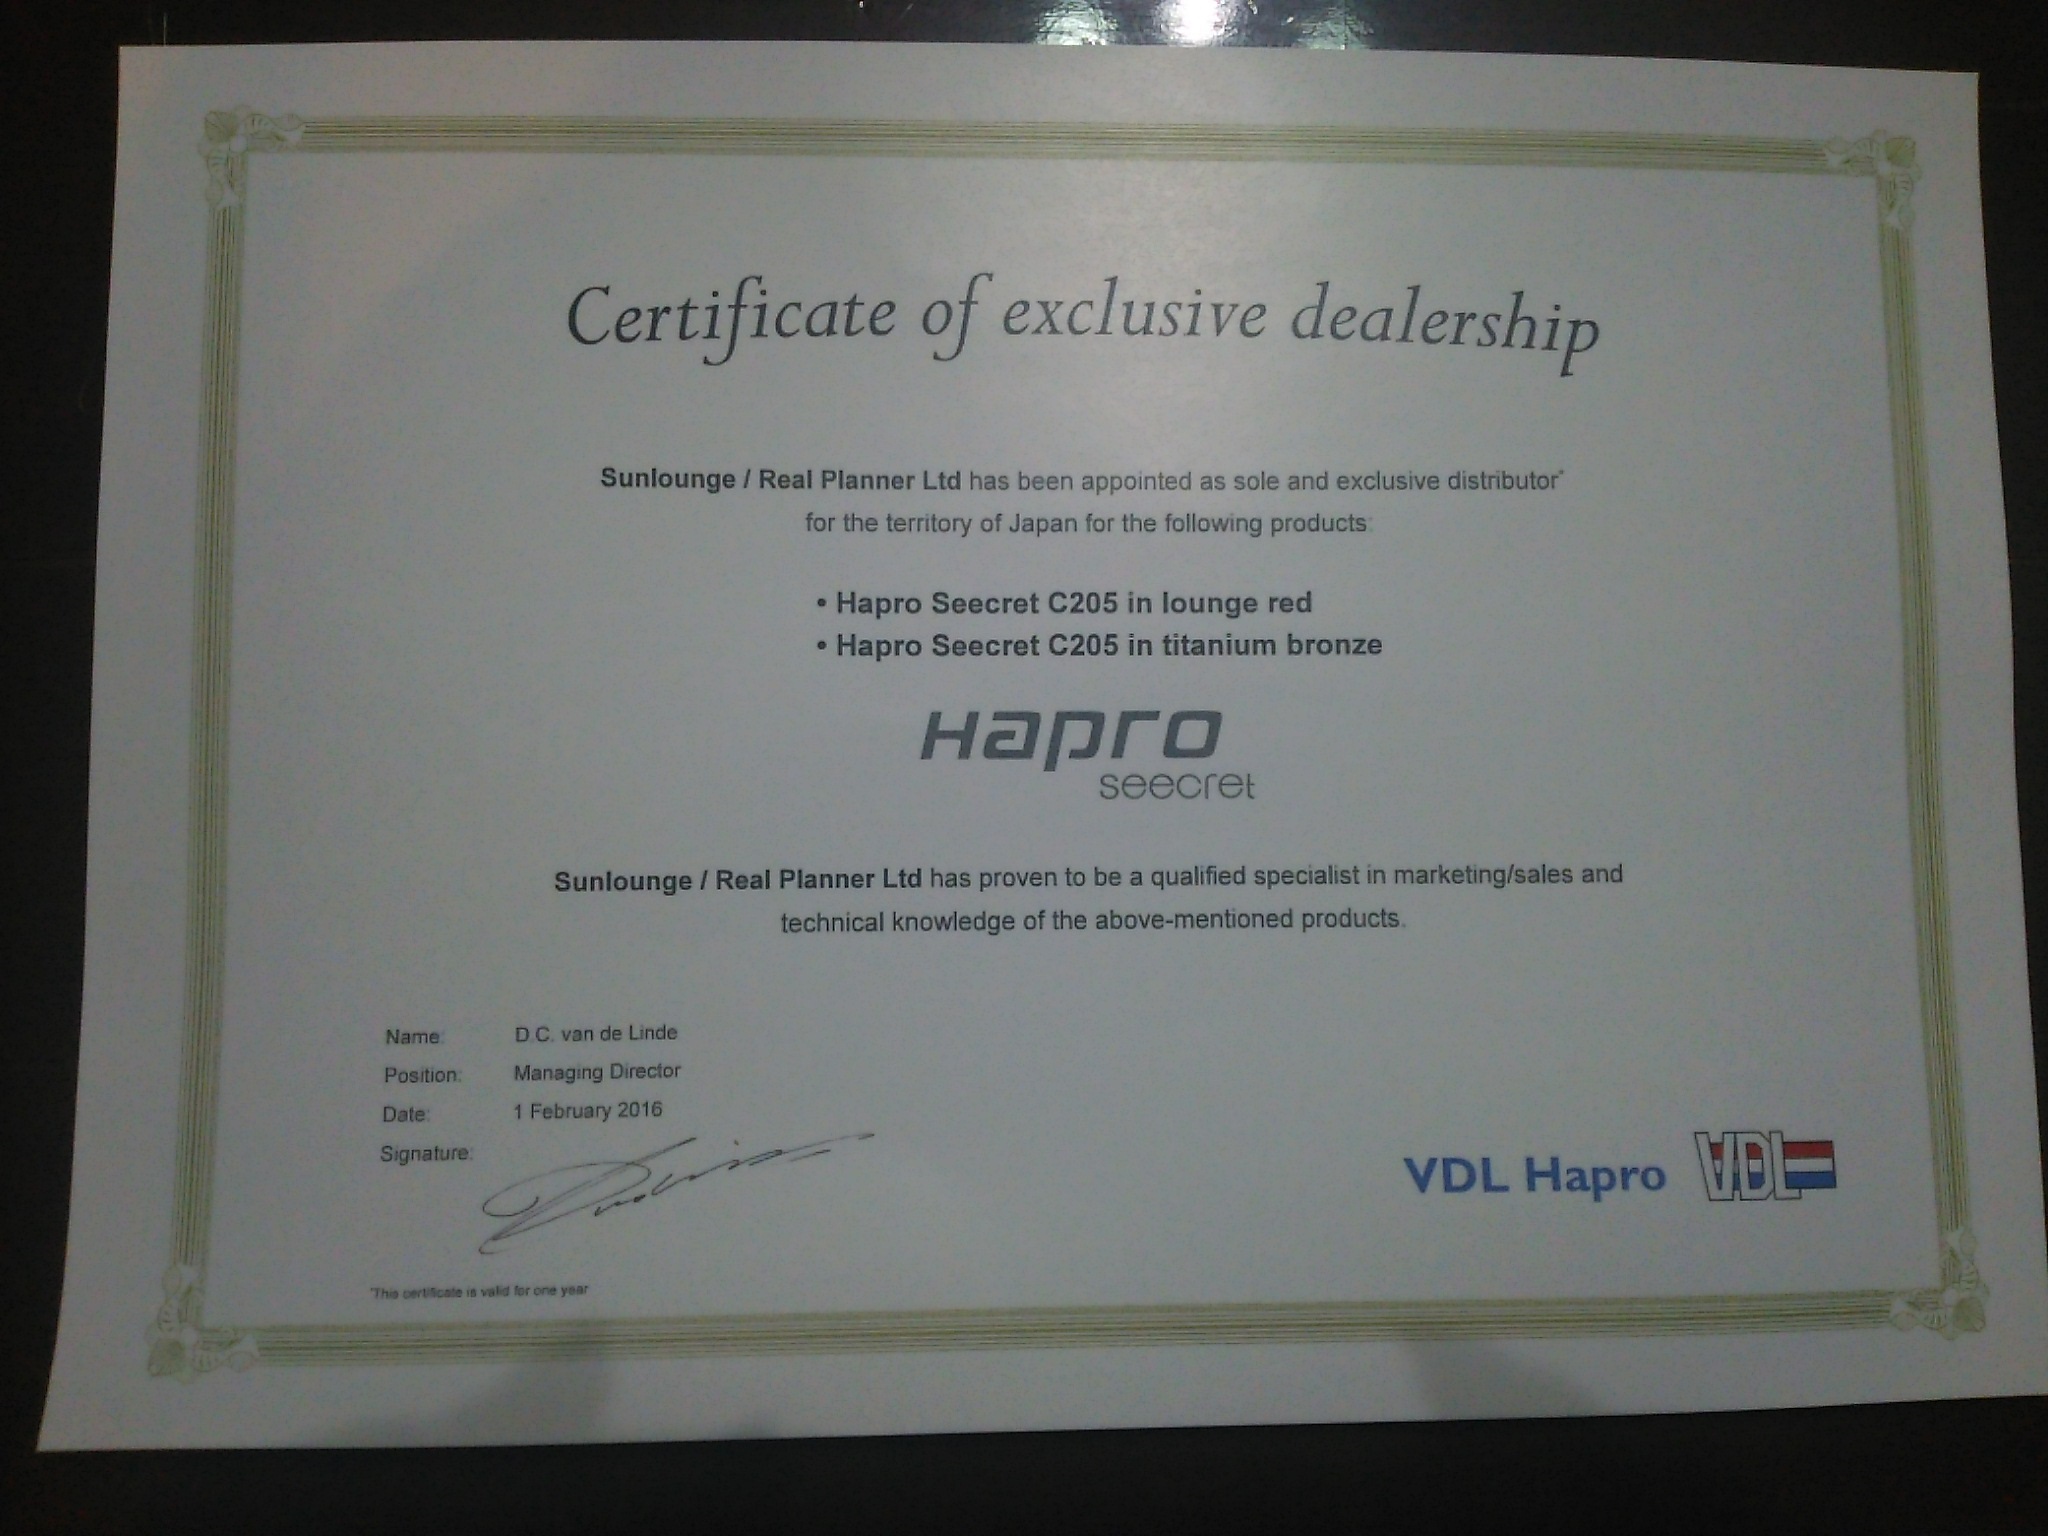 Certificate of exclusive dealership
Sunlounge / Real Planner Ltd has been appointed as sole and exclusive distributor*
for the territory of Japan for the following products:
• Hapro Seecret C205 in lounge red
• Hapro Seecret C205 in titanium bronze
Hapro
seecret
Sunlounge / Real Planner Ltd has proven to be a qualified specialist in marketing/sales and
technical knowledge of the above-mentioned products.
Name: D.C. van de Linde
Position: Managing Director
Date: 1 February 2016
Signature:
VDL Hapro VDL
*This certificate is valid for one year